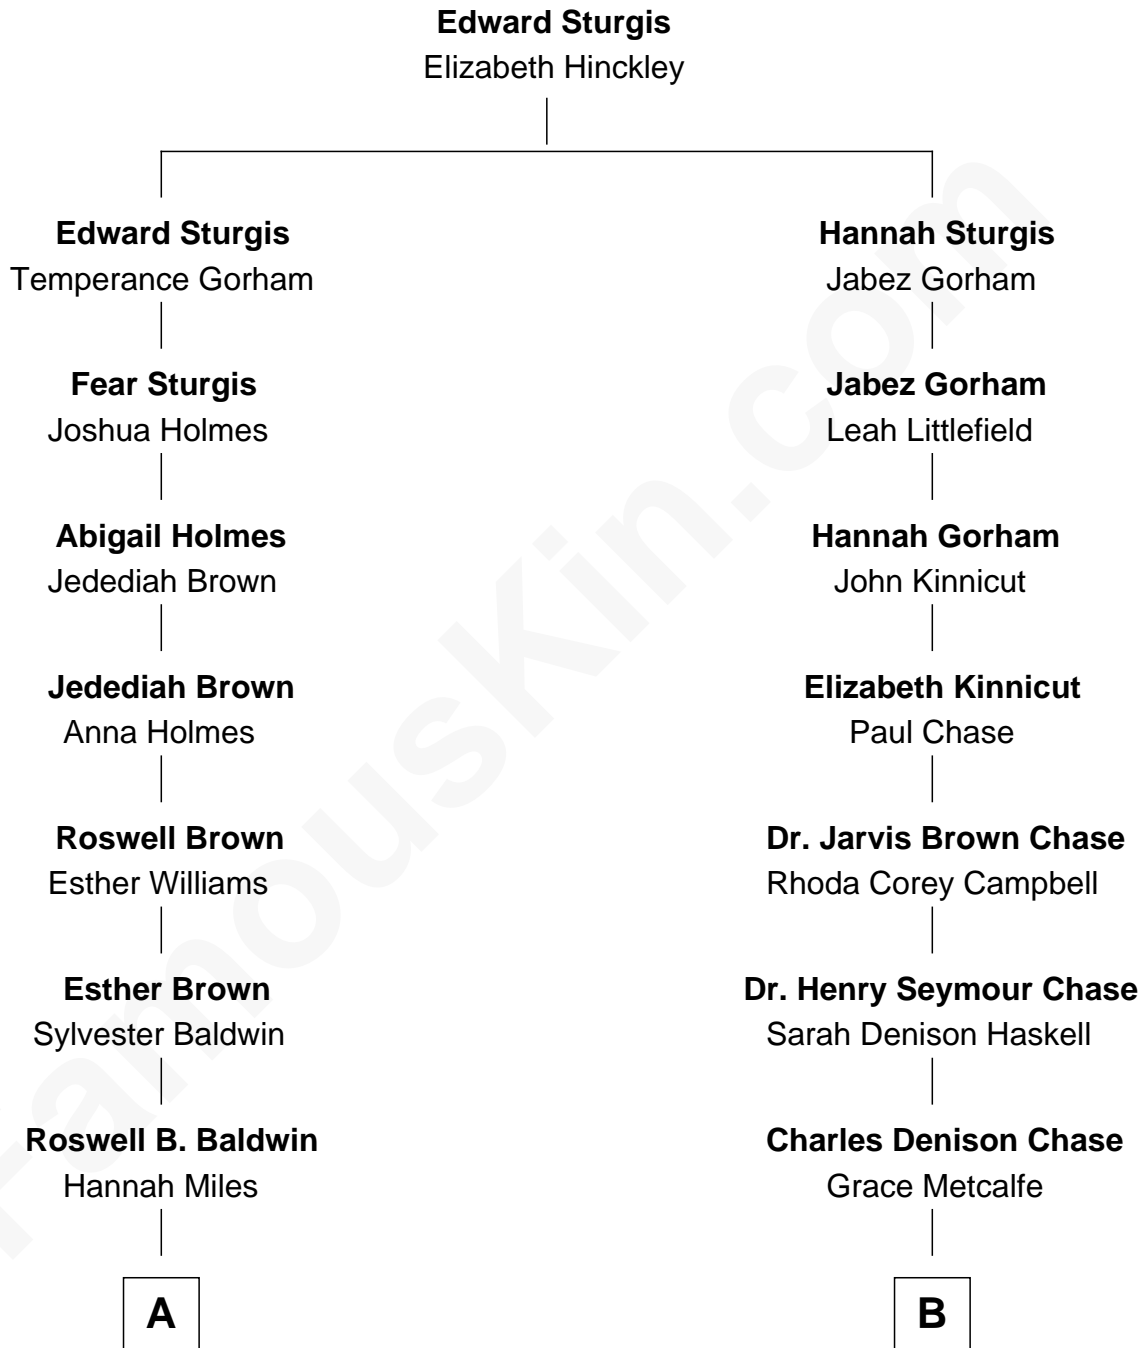 Edward Sturgis
Elizabeth Hinckley
Edward Sturgis
Temperance Gorham
Hannah Sturgis
Jabez Gorham
Fear Sturgis
Joshua Holmes
Jabez Gorham
Leah Littlefield
Abigail Holmes
Jedediah Brown
Hannah Gorham
John Kinnicut
Jedediah Brown
Anna Holmes
Elizabeth Kinnicut
Paul Chase
Roswell Brown
Esther Williams
Dr. Jarvis Brown Chase
Rhoda Corey Campbell
Esther Brown
Sylvester Baldwin
Dr. Henry Seymour Chase
Sarah Denison Haskell
Roswell B. Baldwin
Hannah Miles
Charles Denison Chase
Grace Metcalfe
A
B
FamousKin.com